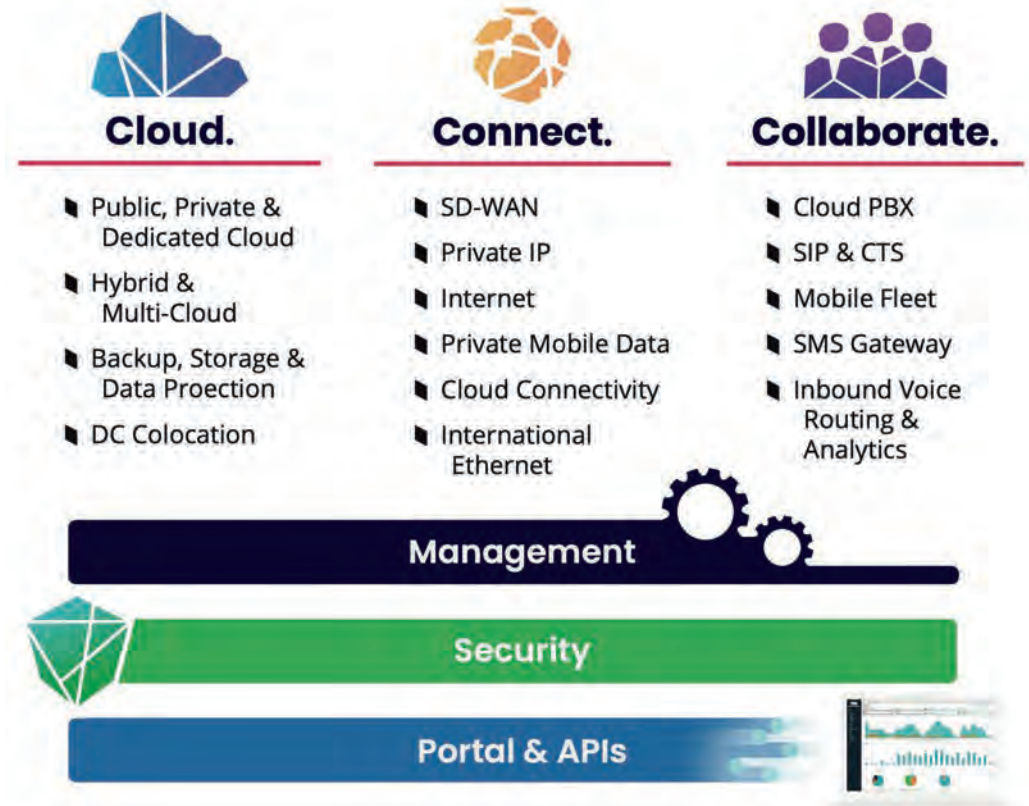 Cloud.
Public, Private &
Dedicated Cloud
Hybrid &
Multi-Cloud
Backup, Storage &
Data Proection
DC Colocation
Connect.
SD-WAN
Private IP
Internet
Private Mobile Data
Cloud Connectivity
International
Ethernet
Collaborate.
Cloud PBX
SIP & CTS
Mobile Fleet
SMS Gateway
Inbound Voice
Routing &
Analytics
Management
Security
Portal & APIs